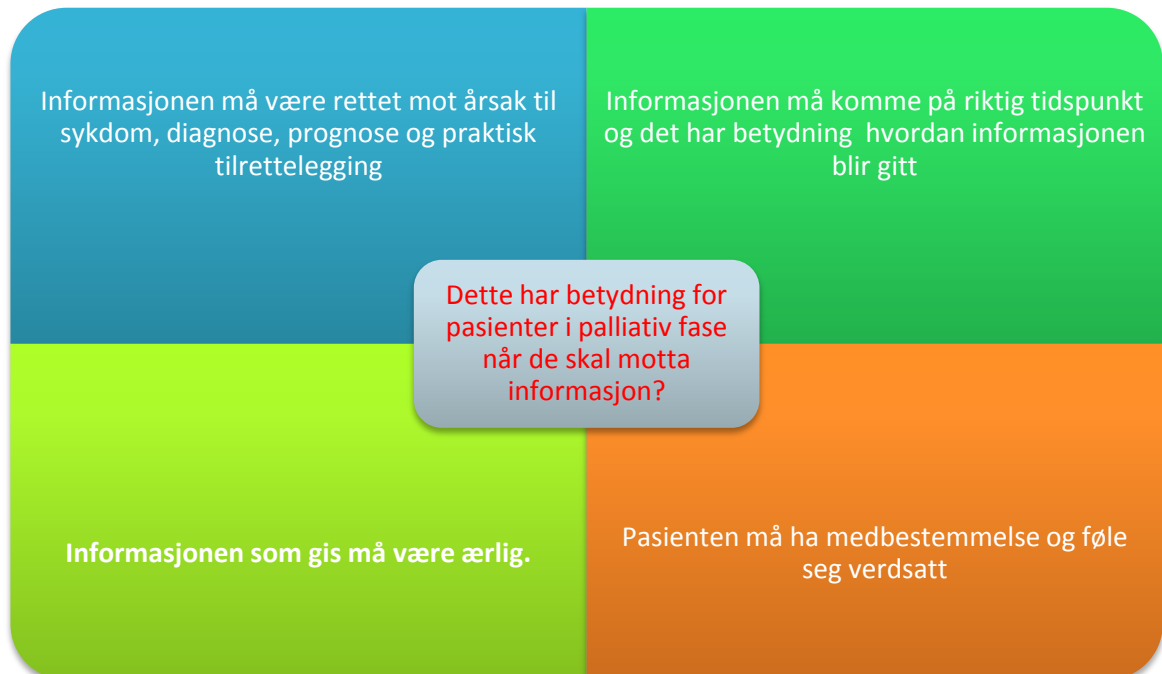 Informasjonen må være rettet mot årsak til
sykdom, diagnose, prognose og praktisk
tilrettelegging
Informasjonen må komme på riktig tidspunkt
og det har betydning  hvordan informasjonen
blir gitt
Dette har betydning for
pasienter i palliativ fase
når de skal motta
informasjon?
Informasjonen som gis må være ærlig.
Pasienten må ha medbestemmelse og føle
seg verdsatt